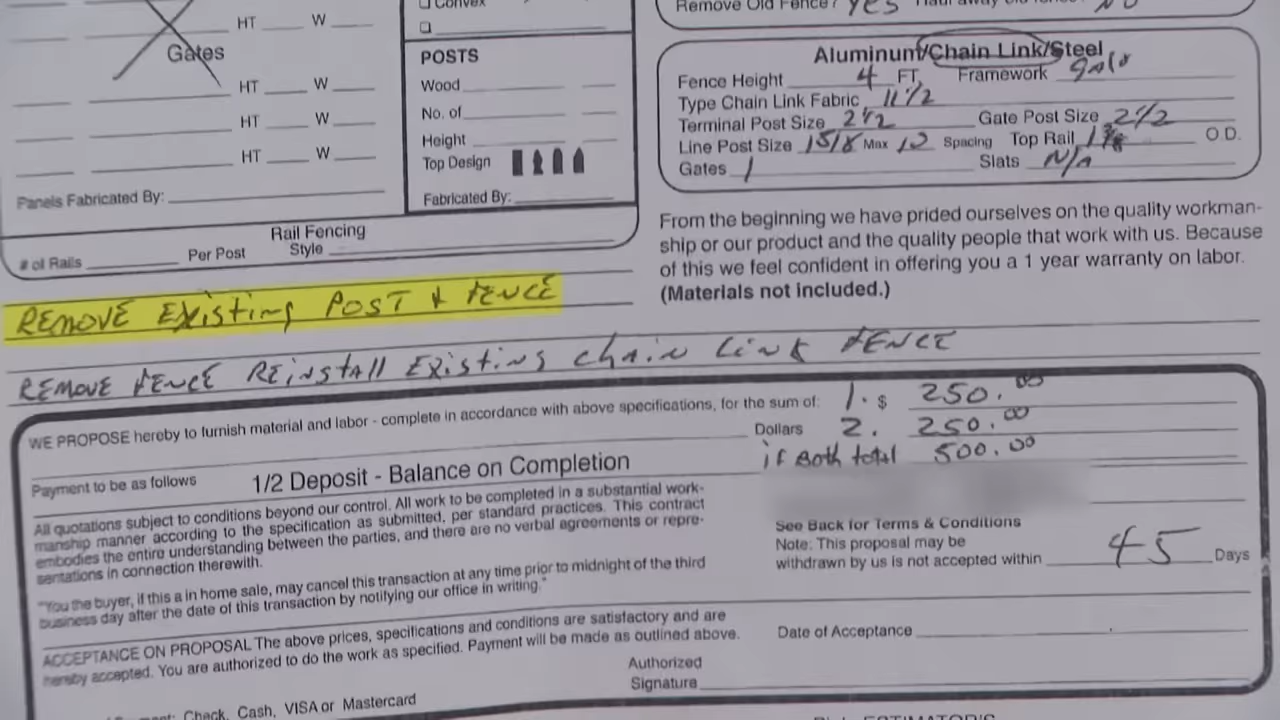 Convex
Remove Old Fence? YES Haul away old fence? NO
HT W
Gates
HT W
HT W
HT W
Panels Fabricated By:
Rail Fencing
# of Rails Per Post Style
POSTS
Wood
No. of
Height
Top Design
Fabricated By:
Aluminum/Chain Link/Steel
Fence Height 4 FT. Framework galv
Type Chain Link Fabric 11 1/2
Terminal Post Size 2 1/2 Gate Post Size 2 1/2
Line Post Size 1 5/8 Max 10 Spacing Top Rail 1 3/8 O D.
Gates 1 Slats N/A
From the beginning we have prided ourselves on the quality workman-
ship or our product and the quality people that work with us. Because
of this we feel confident in offering you a 1 year warranty on labor.
(Materials not included.)
REMOVE Existing POST & FENCE
REMOVE FENCE REinstall Existing chain Link FENCE
WE PROPOSE hereby to furnish material and labor - complete in accordance with above specifications, for the sum of: 1. $ 250.00
Dollars 2. 250.00
if Both total 500.00
Payment to be as follows 1/2 Deposit - Balance on Completion
All quotations subject to conditions beyond our control. All work to be completed in a substantial work-
manship manner according to the specification as submitted, per standard practices. This contract
embodies the entire understanding between the parties, and there are no verbal agreements or repre-
sentations in connection therewith.
"You the buyer, if this a in home sale, may cancel this transaction at any time prior to midnight of the third
business day after the date of this transaction by notifying our office in writing."
See Back for Terms & Conditions
Note: This proposal may be
withdrawn by us is not accepted within 45 Days
ACCEPTANCE ON PROPOSAL The above prices, specifications and conditions are satisfactory and are
hereby accepted. You are authorized to do the work as specified. Payment will be made as outlined above.
Date of Acceptance
Authorized
Signature
Check, Cash, VISA or Mastercard